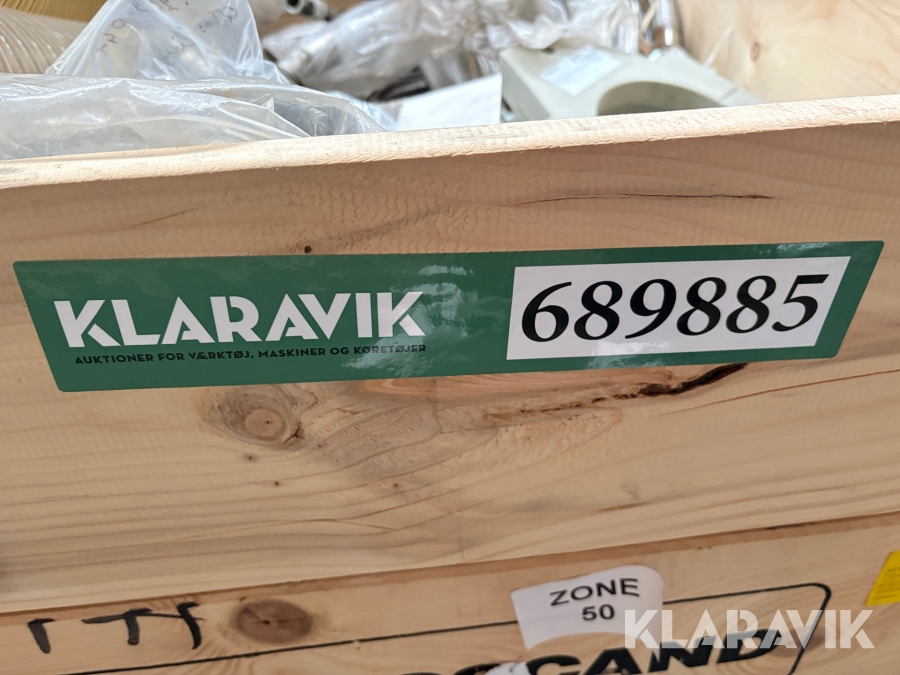 KLARAVIK
AUKTIONER FOR VÆRKTØJ, MASKINER OG KØRETØJER
689885
ZONE
50
KLARAVIK